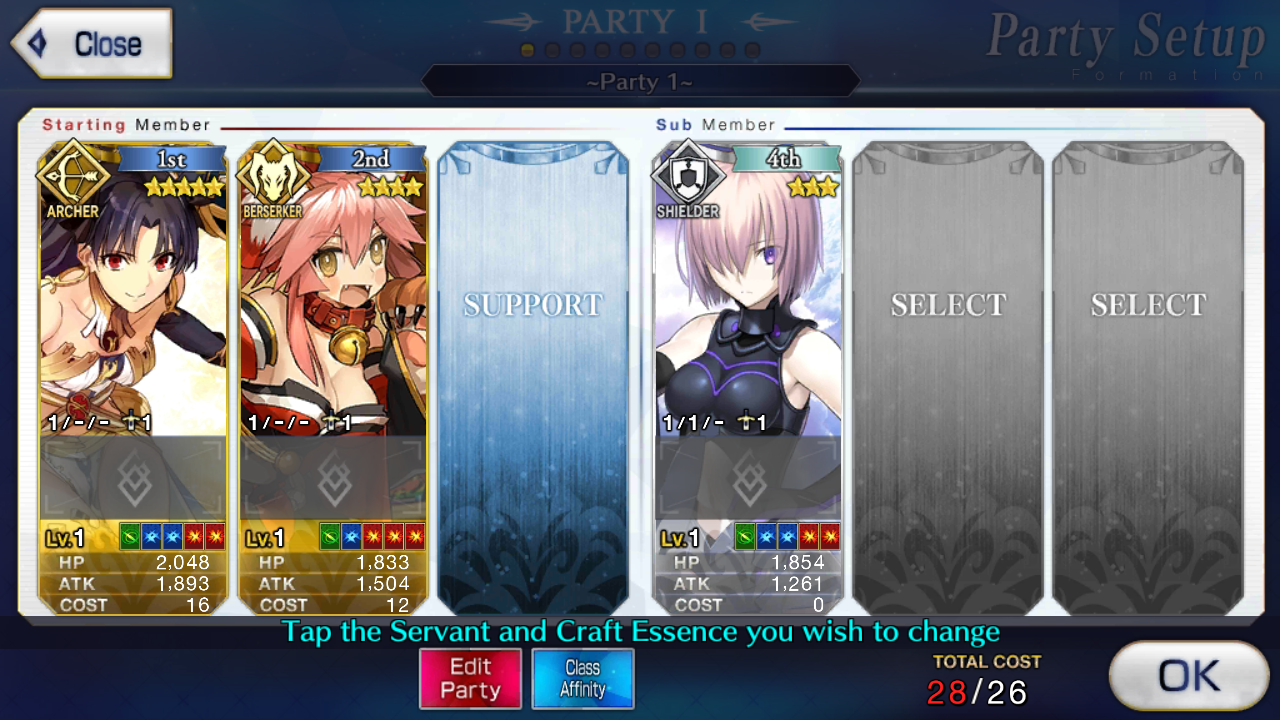 Close
PARTY I
Party Setup
Formation
~Party 1~
Starting Member
Sub Member
1st
ARCHER
1/-/- 1
Lv.1
HP 2,048
ATK 1,893
COST 16
2nd
BERSERKER
1/-/- 1
Lv.1
HP 1,833
ATK 1,504
COST 12
SUPPORT
4th
SHIELDER
1/1/- 1
Lv.1
HP 1,854
ATK 1,261
COST 0
SELECT
SELECT
Tap the Servant and Craft Essence you wish to change
Edit
Party
Class
Affinity
TOTAL COST
28/26
OK